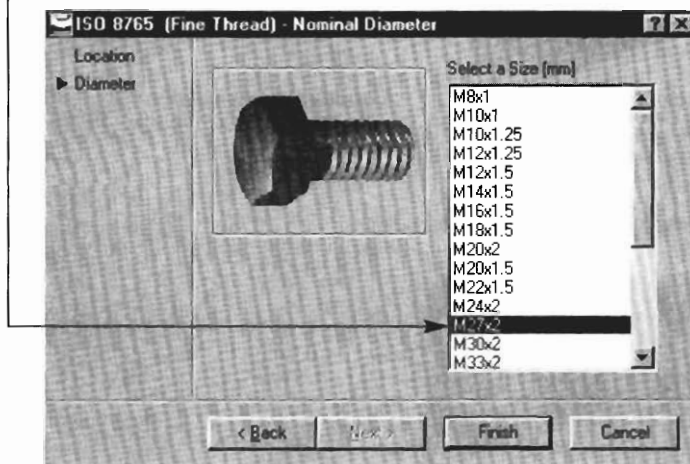 ISO 8765 (Fine Thread) - Nominal Diameter
Location
Diameter
Select a Size (mm)
M8x1
M10x1
M10x1.25
M12x1.25
M12x1.5
M14x1.5
M16x1.5
M18x1.5
M20x2
M20x1.5
M22x1.5
M24x2
M27x2
M30x2
M33x2
< Back
Next >
Finish
Cancel